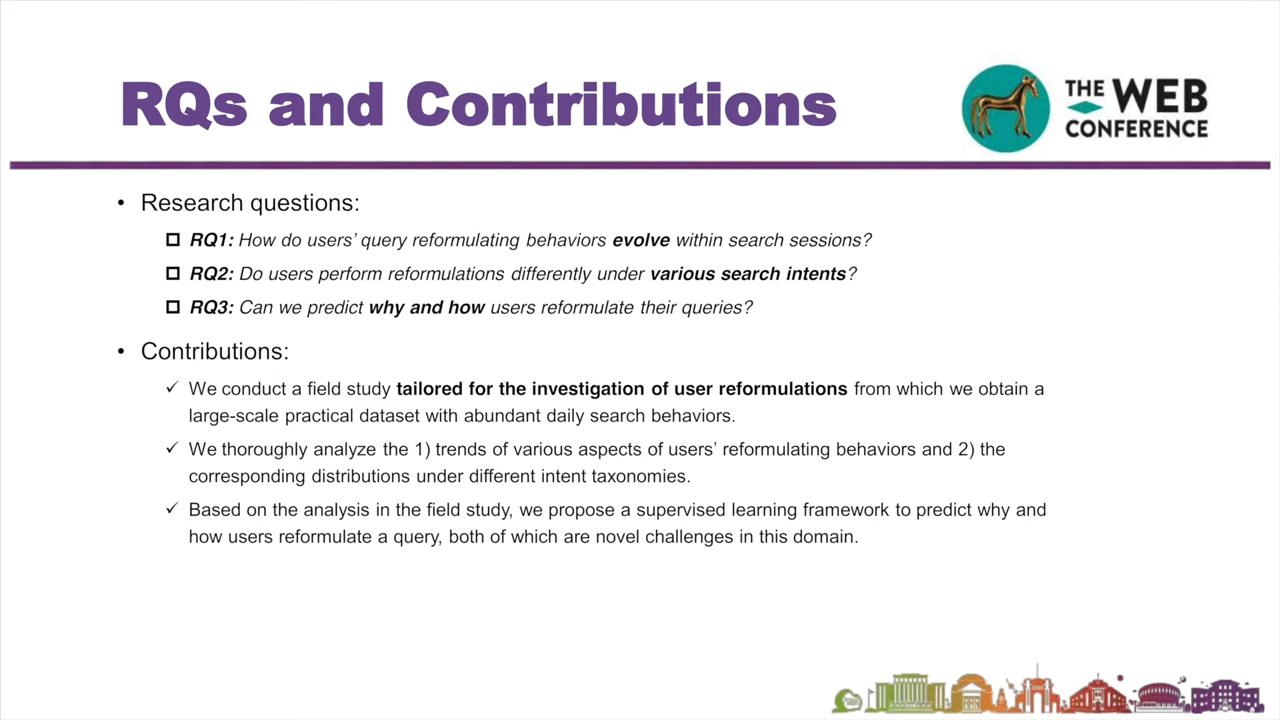 RQs and Contributions
THE WEB
CONFERENCE
• Research questions:
RQ1: How do users’ query reformulating behaviors evolve within search sessions?
RQ2: Do users perform reformulations differently under various search intents?
RQ3: Can we predict why and how users reformulate their queries?
• Contributions:
✓ We conduct a field study tailored for the investigation of user reformulations from which we obtain a
large-scale practical dataset with abundant daily search behaviors.
✓ We thoroughly analyze the 1) trends of various aspects of users’ reformulating behaviors and 2) the
corresponding distributions under different intent taxonomies.
✓ Based on the analysis in the field study, we propose a supervised learning framework to predict why and
how users reformulate a query, both of which are novel challenges in this domain.